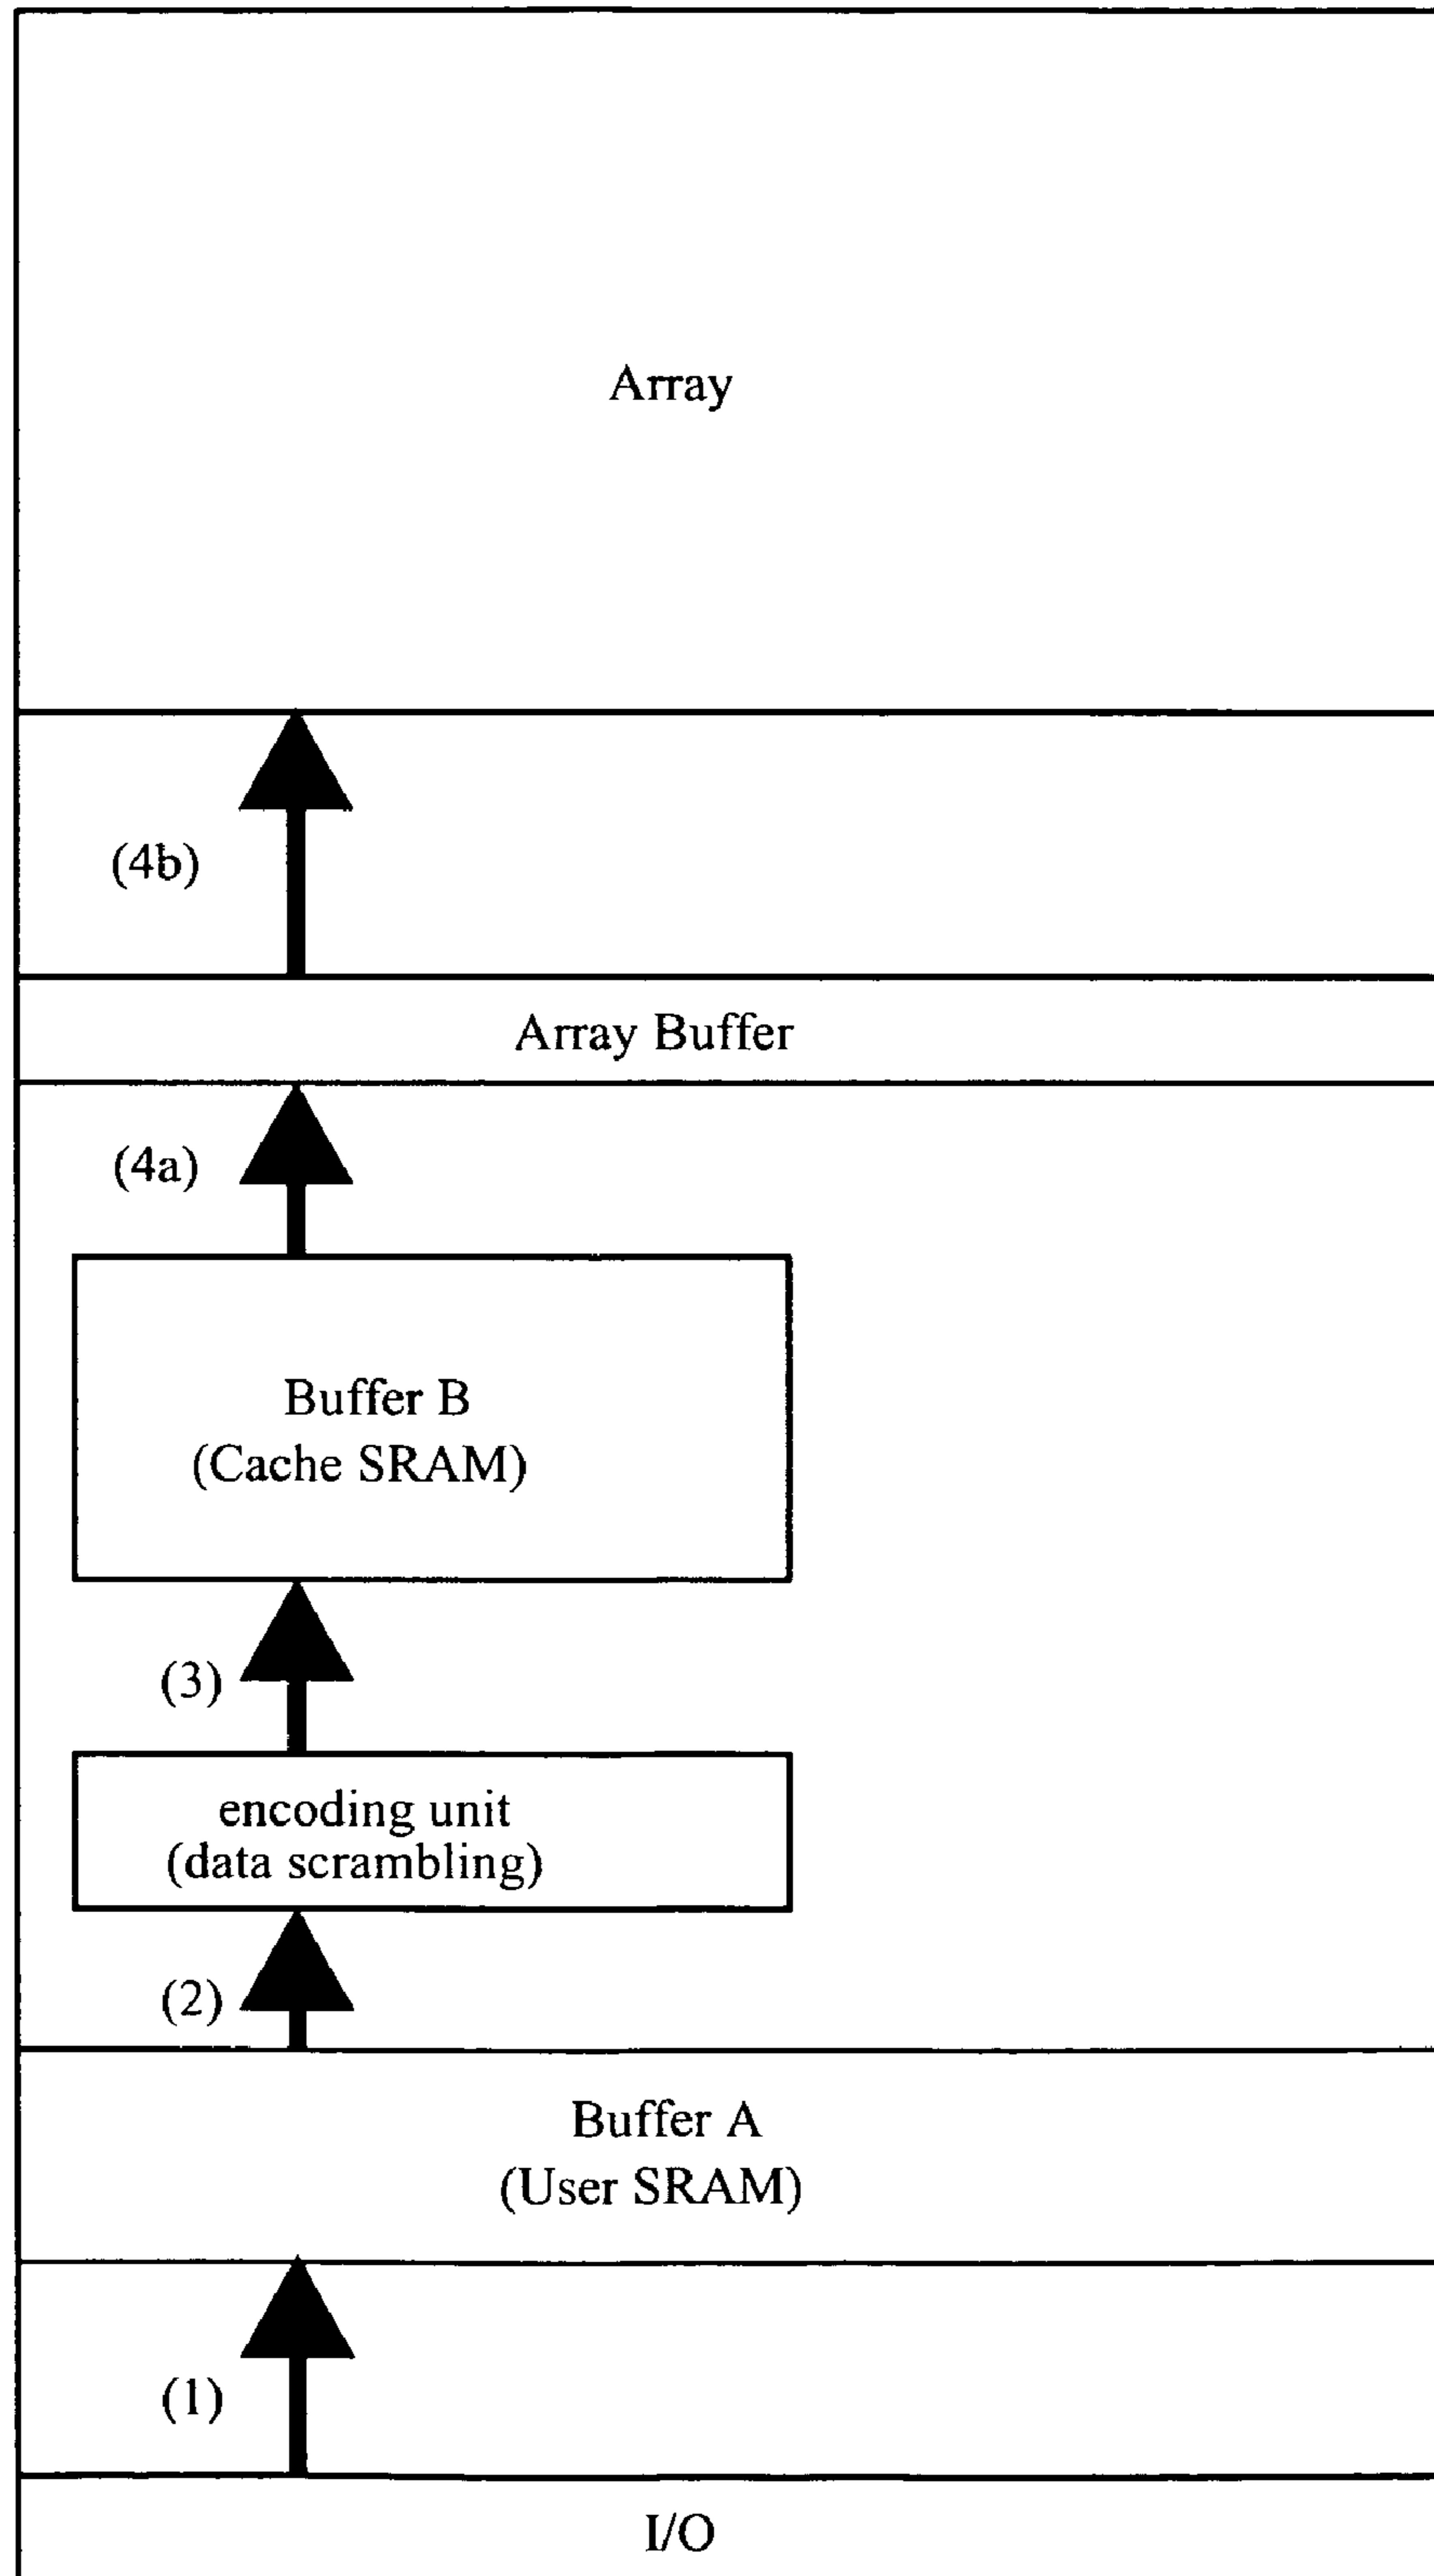 Array
(4b)
Array Buffer
(4a)
Buffer B
(Cache SRAM)
(3)
encoding unit
(data scrambling)
(2)
Buffer A
(User SRAM)
(1)
I/O